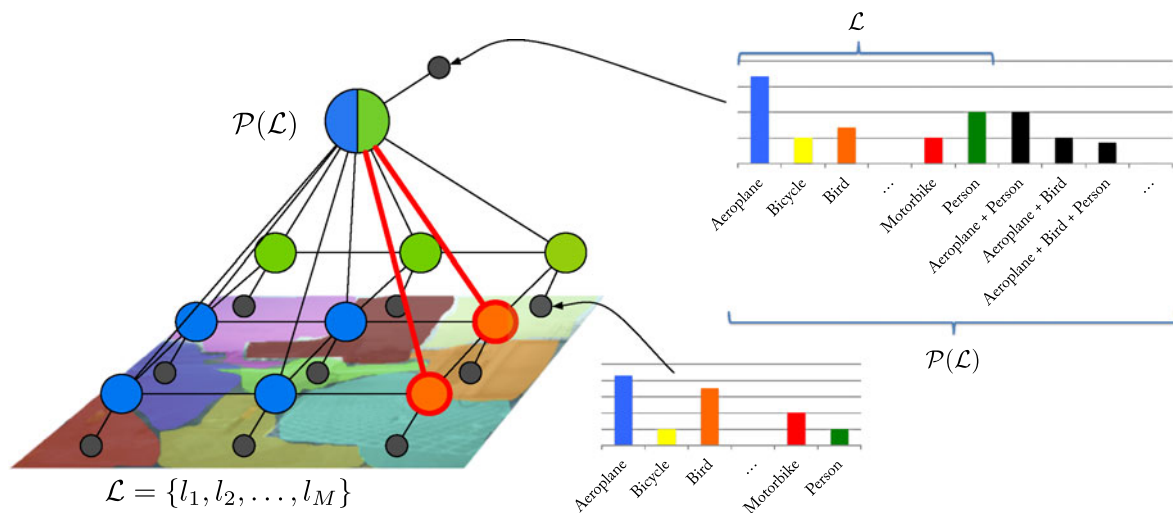 𝓛
𝓟(𝓛)
Aeroplane
Bicycle
Bird
...
Motorbike
Person
Aeroplane + Person
Aeroplane + Bird
Aeroplane + Bird + Person
...
𝓟(𝓛)
Aeroplane
Bicycle
Bird
...
Motorbike
Person
𝓛 = {l₁, l₂, . . . , l_M}